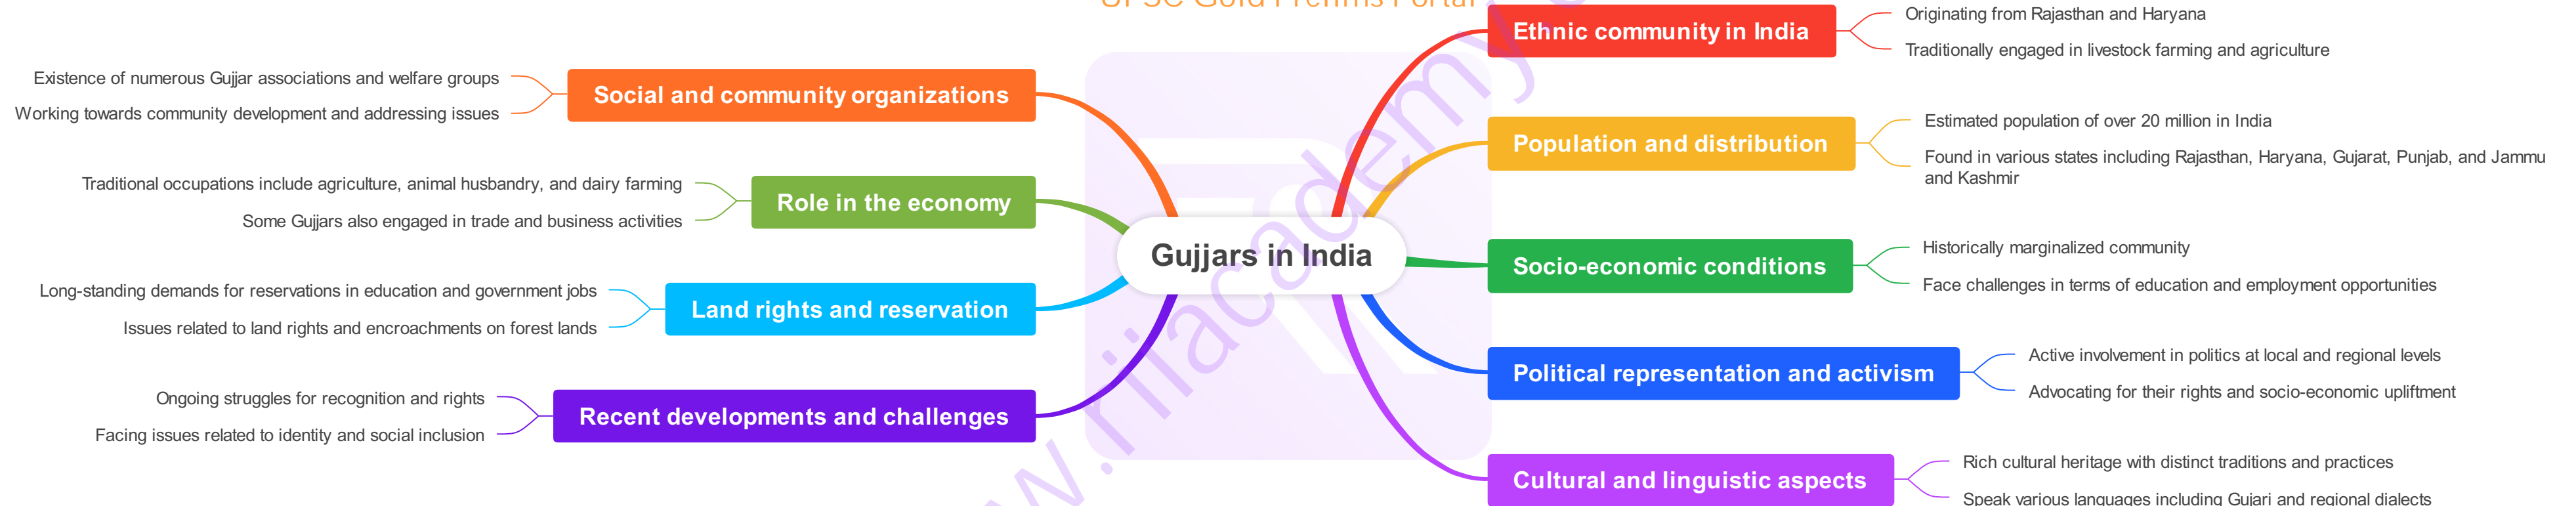 UPSC Gold Prelims Portal
Gujjars in India
Ethnic community in India
Originating from Rajasthan and Haryana
Traditionally engaged in livestock farming and agriculture
Population and distribution
Estimated population of over 20 million in India
Found in various states including Rajasthan, Haryana, Gujarat, Punjab, and Jammu
and Kashmir
Socio-economic conditions
Historically marginalized community
Face challenges in terms of education and employment opportunities
Political representation and activism
Active involvement in politics at local and regional levels
Advocating for their rights and socio-economic upliftment
Cultural and linguistic aspects
Rich cultural heritage with distinct traditions and practices
Speak various languages including Gujari and regional dialects
Social and community organizations
Existence of numerous Gujjar associations and welfare groups
Working towards community development and addressing issues
Role in the economy
Traditional occupations include agriculture, animal husbandry, and dairy farming
Some Gujjars also engaged in trade and business activities
Land rights and reservation
Long-standing demands for reservations in education and government jobs
Issues related to land rights and encroachments on forest lands
Recent developments and challenges
Ongoing struggles for recognition and rights
Facing issues related to identity and social inclusion